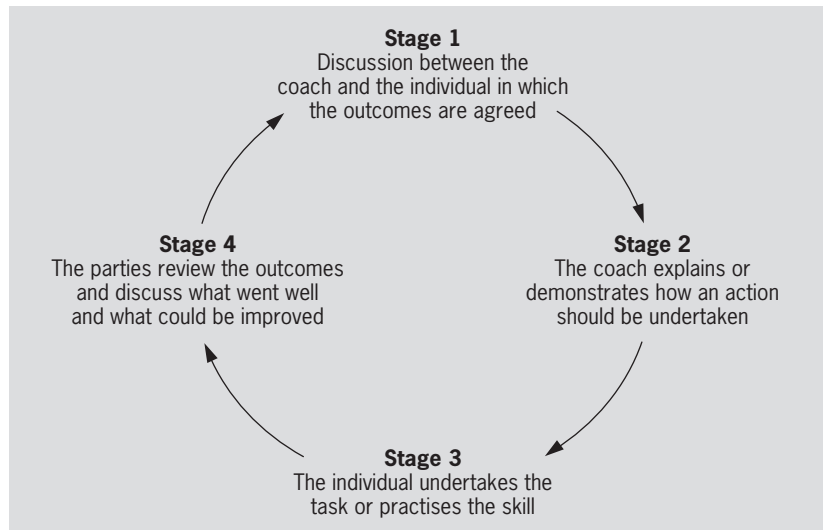 Stage 1
Discussion between the
coach and the individual in which
the outcomes are agreed
Stage 2
The coach explains or
demonstrates how an action
should be undertaken
Stage 3
The individual undertakes the
task or practises the skill
Stage 4
The parties review the outcomes
and discuss what went well
and what could be improved